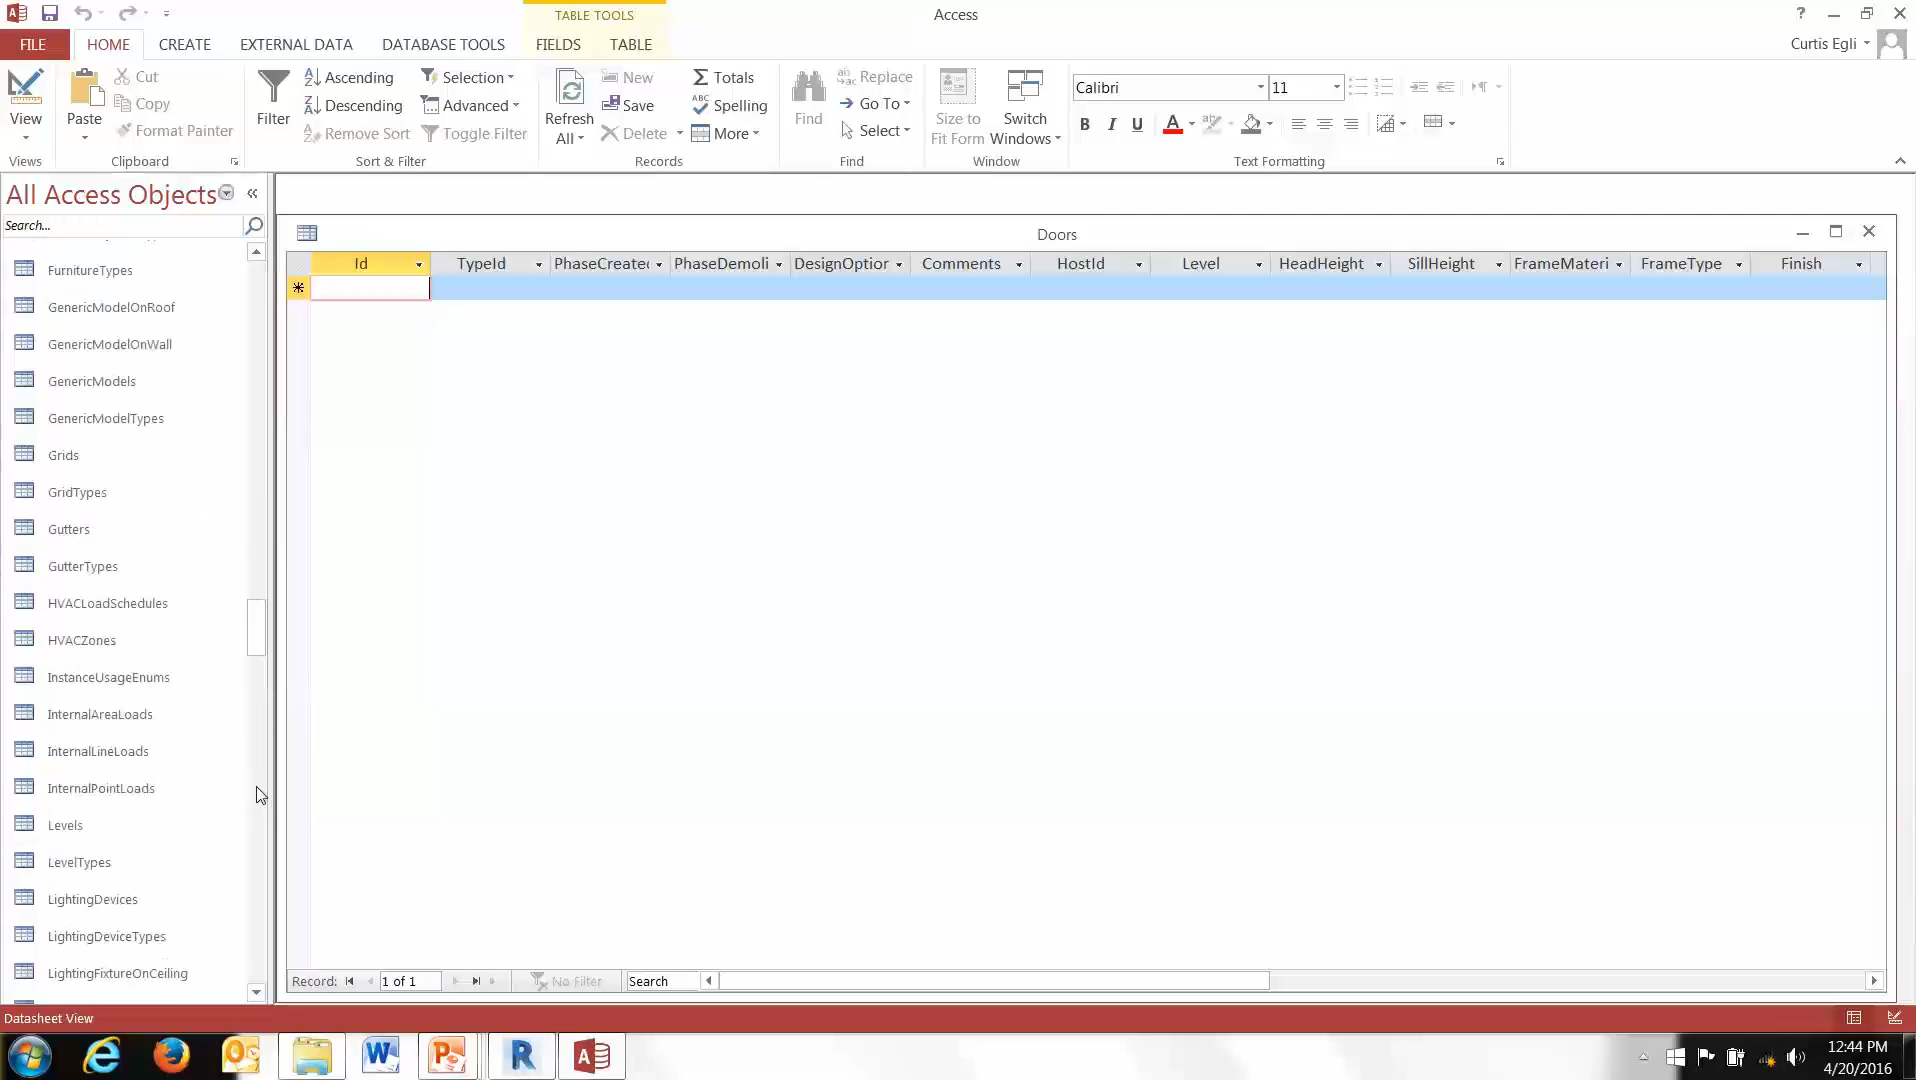 TABLE TOOLS
Access
?
FILE HOME CREATE EXTERNAL DATA DATABASE TOOLS FIELDS TABLE
Curtis Egli
View
Views
Paste
Cut
Copy
Format Painter
Clipboard
Filter
Ascending
Descending
Remove Sort
Selection
Advanced
Toggle Filter
Sort & Filter
Refresh
All
New
Save
Delete
Totals
Spelling
More
Records
Find
Replace
Go To
Select
Find
Size to
Fit Form
Switch
Windows
Window
Calibri
11
B I U A
Text Formatting
All Access Objects
Search...
FurnitureTypes
GenericModelOnRoof
GenericModelOnWall
GenericModels
GenericModelTypes
Grids
GridTypes
Gutters
GutterTypes
HVACLoadSchedules
HVACZones
InstanceUsageEnums
InternalAreaLoads
InternalLineLoads
InternalPointLoads
Levels
LevelTypes
LightingDevices
LightingDeviceTypes
LightingFixtureOnCeiling
Doors
Id TypeId PhaseCreated PhaseDemoli DesignOption Comments HostId Level HeadHeight SillHeight FrameMateri FrameType Finish
Record: 1 of 1 No Filter Search
Datasheet View
12:44 PM
4/20/2016